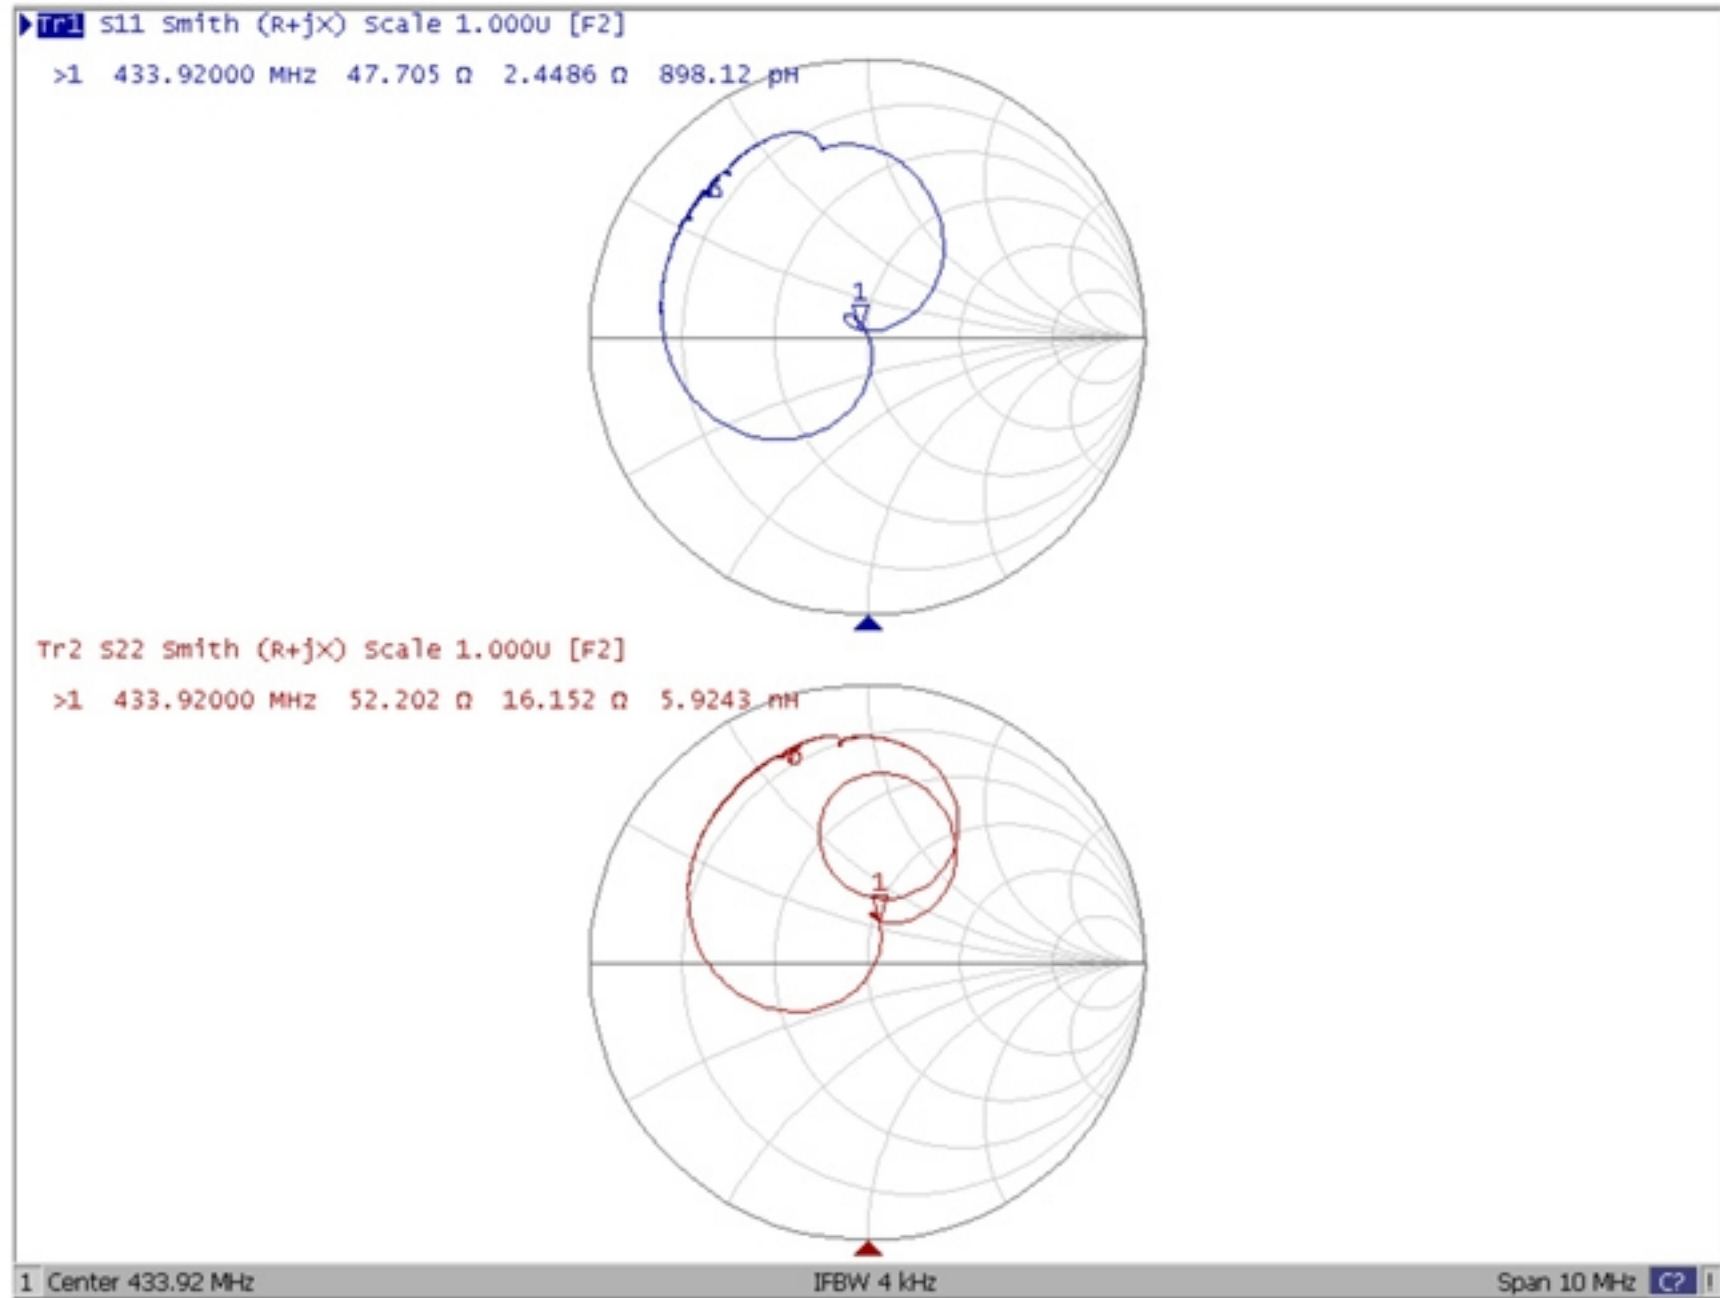 Tr1 S11 Smith (R+jX) Scale 1.000U [F2]
>1 433.92000 MHz 47.705 Ω 2.4486 Ω 898.12 pH
1
Tr2 S22 Smith (R+jX) Scale 1.000U [F2]
>1 433.92000 MHz 52.202 Ω 16.152 Ω 5.9243 nH
1
1 Center 433.92 MHz IFBW 4 kHz Span 10 MHz C? !